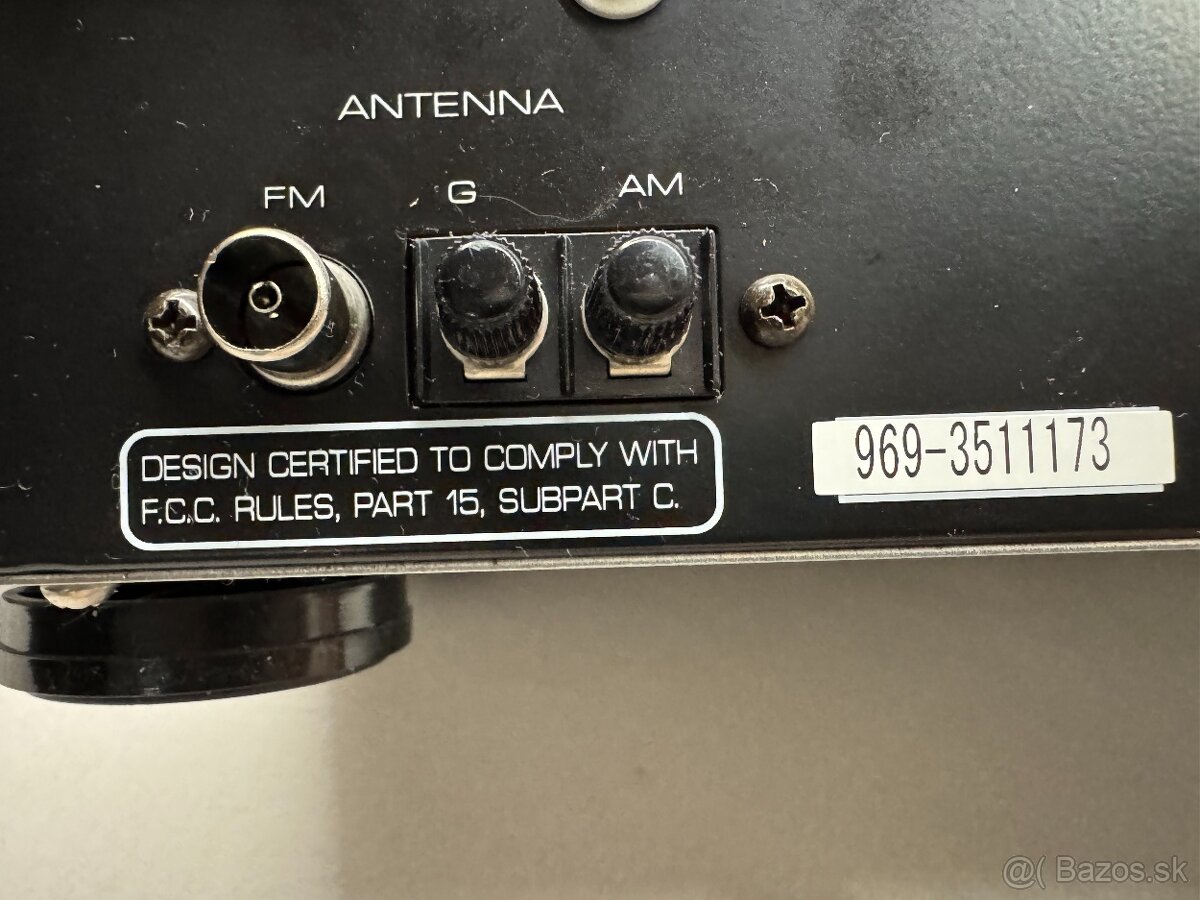 ANTENNA
FM G AM
DESIGN CERTIFIED TO COMPLY WITH
F.C.C. RULES, PART 15, SUBPART C.
969-3511173
@( Bazos.sk